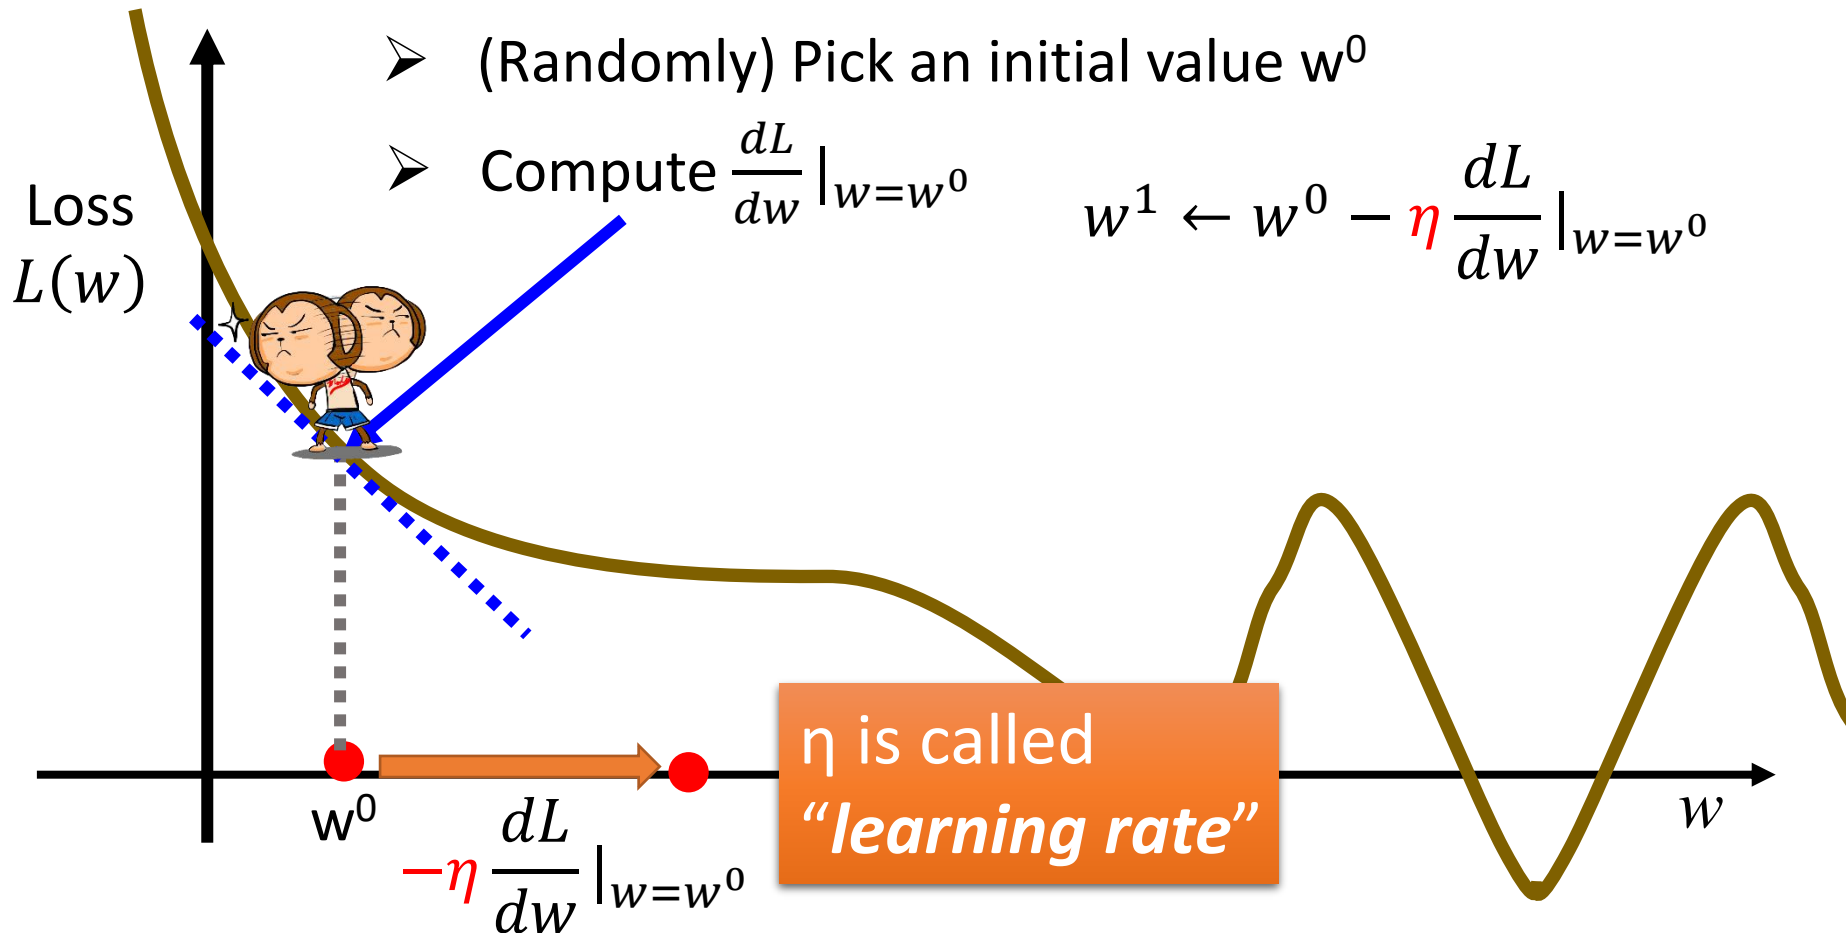 ➢ (Randomly) Pick an initial value w⁰
➢ Compute dL/dw |w=w⁰
w¹ ← w⁰ − η dL/dw |w=w⁰
Loss
L(w)
w⁰
−η dL/dw |w=w⁰
η is called
“learning rate”
w